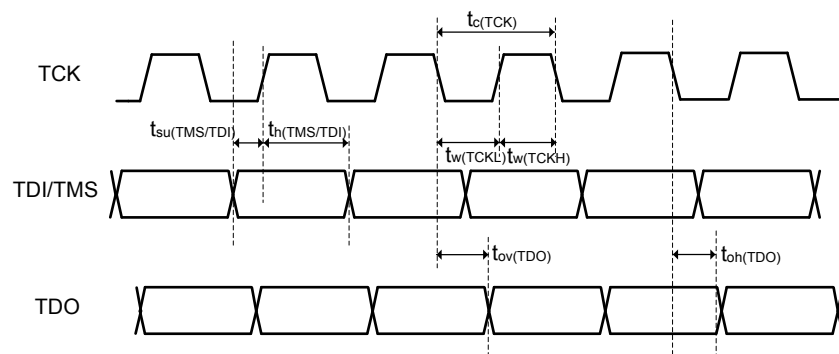 tc(TCK)
TCK
tsu(TMS/TDI)
th(TMS/TDI)
tw(TCKL)
tw(TCKH)
TDI/TMS
tov(TDO)
toh(TDO)
TDO